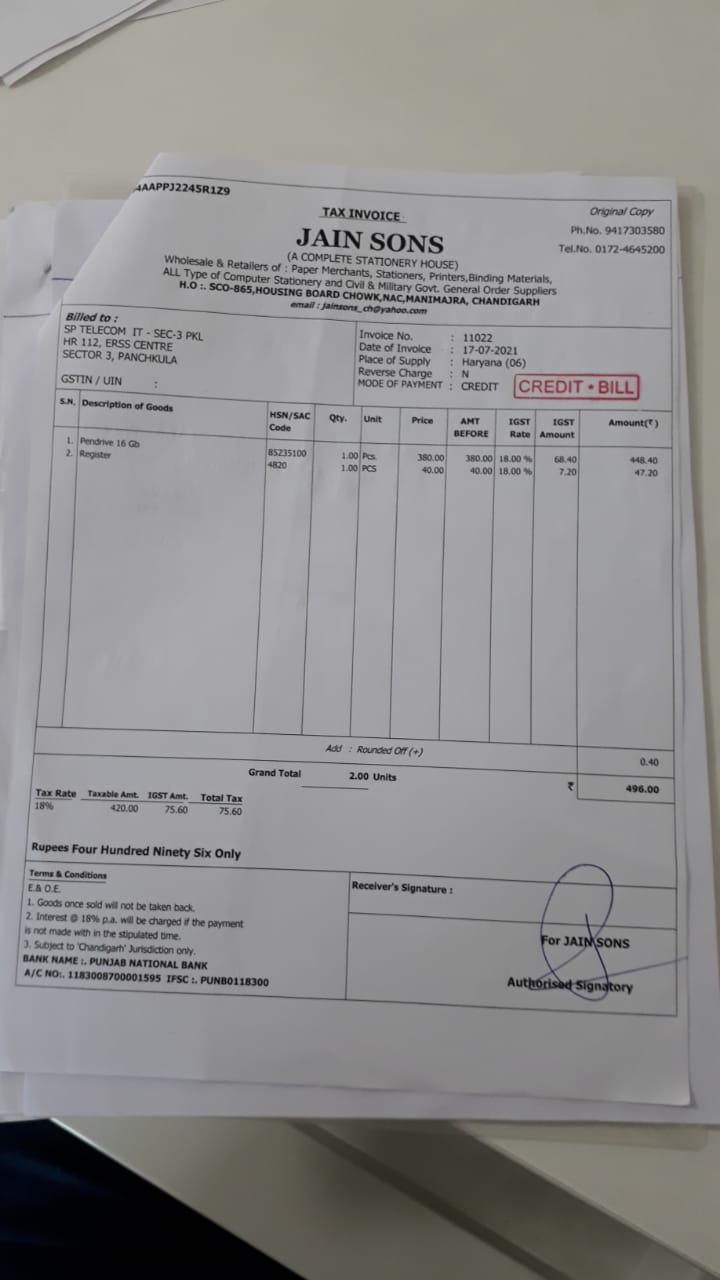 4AAPPJ2245R1Z9
Original Copy
TAX INVOICE
Ph.No. 9417303580
JAIN SONS
Tel.No. 0172-4645200
(A COMPLETE STATIONERY HOUSE)
Wholesale & Retailers of : Paper Merchants, Stationers, Printers,Binding Materials,
ALL Type of Computer Stationery and Civil & Military Govt. General Order Suppliers
H.O :. SCO-865,HOUSING BOARD CHOWK,NAC,MANIMAJRA, CHANDIGARH
email : jainsons_ch@yahoo.com
Billed to :
SP TELECOM IT - SEC-3 PKL
HR 112, ERSS CENTRE
SECTOR 3, PANCHKULA
GSTIN / UIN :
Invoice No. : 11022
Date of Invoice : 17-07-2021
Place of Supply : Haryana (06)
Reverse Charge : N
MODE OF PAYMENT : CREDIT
CREDIT • BILL
S.N. Description of Goods HSN/SAC Code Qty. Unit Price AMT BEFORE IGST Rate IGST Amount Amount(₹ )
1. Pendrive 16 Gb 85235100 1.00 Pcs. 380.00 380.00 18.00 % 68.40 448.40
2. Register 4820 1.00 PCS 40.00 40.00 18.00 % 7.20 47.20
Add : Rounded Off (+) 0.40
Grand Total 2.00 Units ₹ 496.00
Tax Rate Taxable Amt. IGST Amt. Total Tax
18% 420.00 75.60 75.60
Rupees Four Hundred Ninety Six Only
Terms & Conditions
E.& O.E.
1. Goods once sold will not be taken back.
2. Interest @ 18% p.a. will be charged if the payment
is not made with in the stipulated time.
3. Subject to 'Chandigarh' Jurisdiction only.
BANK NAME :. PUNJAB NATIONAL BANK
A/C NO:. 1183008700001595 IFSC :. PUNB0118300
Receiver's Signature :
For JAIN SONS
Authorised Signatory